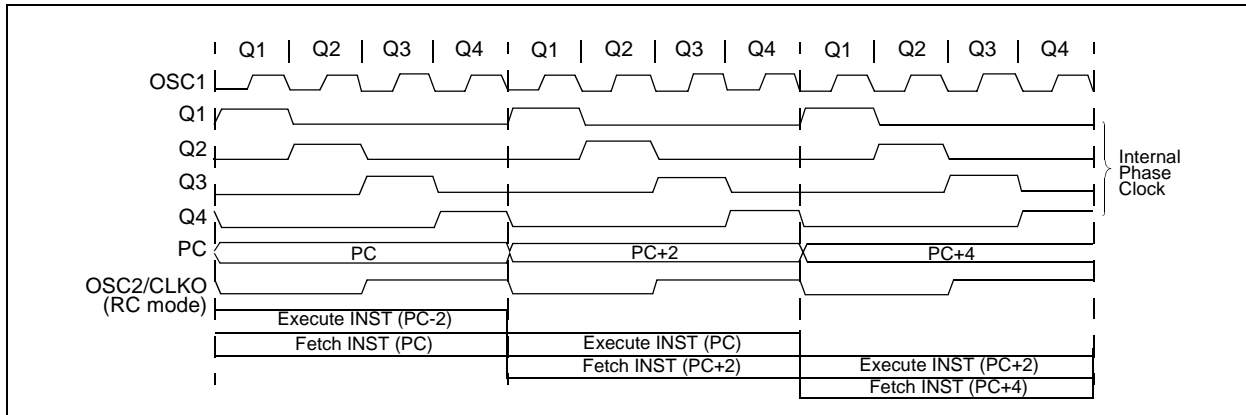 Q1 Q2 Q3 Q4 Q1 Q2 Q3 Q4 Q1 Q2 Q3 Q4
OSC1
Q1
Q2
Q3
Q4
Internal
Phase
Clock
PC PC PC+2 PC+4
OSC2/CLKO
(RC mode)
Execute INST (PC-2)
Fetch INST (PC) Execute INST (PC)
Fetch INST (PC+2) Execute INST (PC+2)
Fetch INST (PC+4)